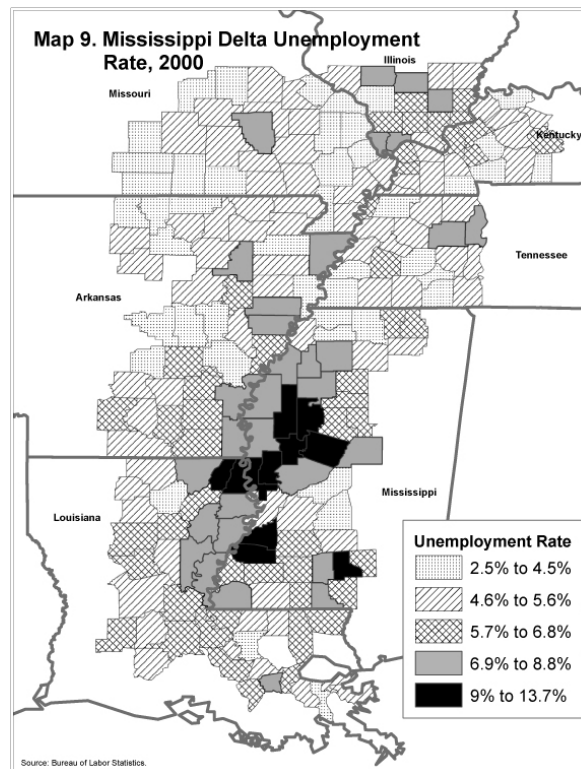 Map 9. Mississippi Delta Unemployment
Rate, 2000
Illinois
Missouri
Kentucky
Tennessee
Arkansas
Mississippi
Louisiana
Unemployment Rate
2.5% to 4.5%
4.6% to 5.6%
5.7% to 6.8%
6.9% to 8.8%
9% to 13.7%
Source: Bureau of Labor Statistics.